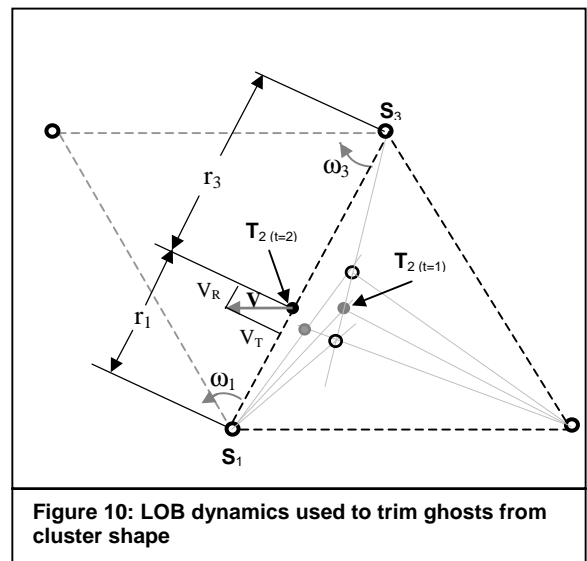 S3
r3
ω3
T2 (t=2)
T2 (t=1)
VR
V
r1
VT
ω1
S1
Figure 10: LOB dynamics used to trim ghosts from
cluster shape